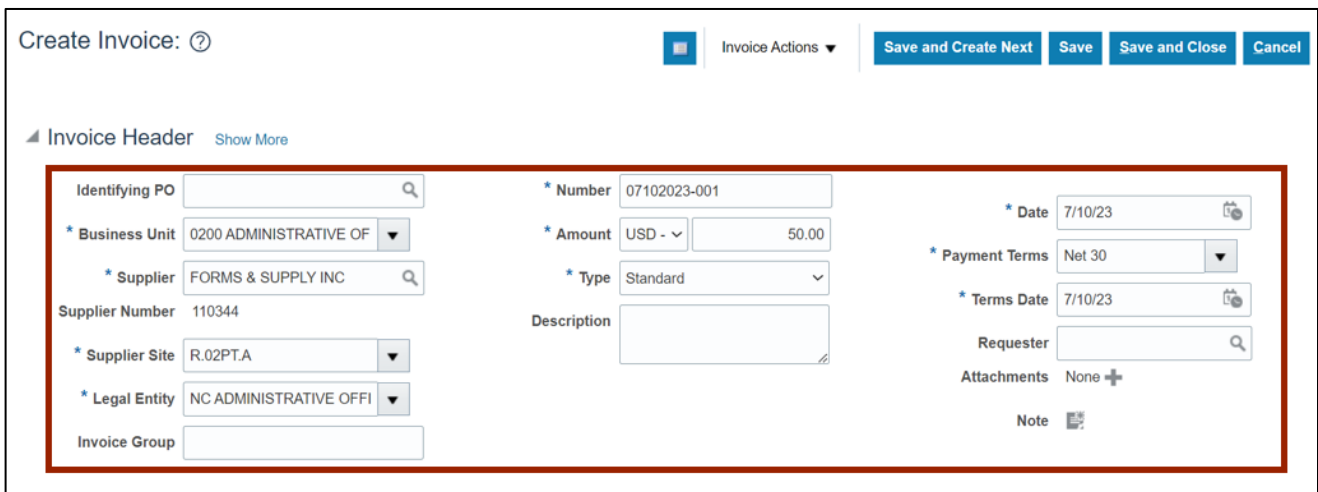 Create Invoice: ?
Invoice Actions
Save and Create Next
Save
Save and Close
Cancel
Invoice Header Show More
Identifying PO
* Business Unit 0200 ADMINISTRATIVE OF
* Supplier FORMS & SUPPLY INC
Supplier Number 110344
* Supplier Site R.02PT.A
* Legal Entity NC ADMINISTRATIVE OFFI
Invoice Group
* Number 07102023-001
* Amount USD - 50.00
* Type Standard
Description
* Date 7/10/23
* Payment Terms Net 30
* Terms Date 7/10/23
Requester
Attachments None
Note